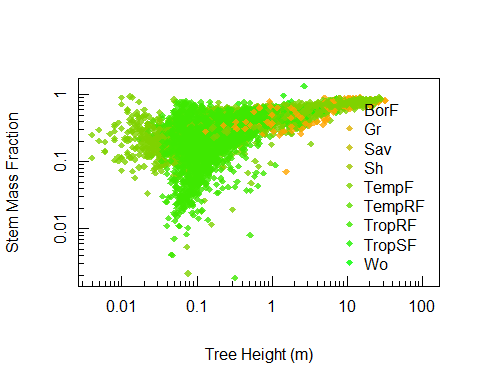 Stem Mass Fraction
1
0.1
0.01
BorF
Gr
Sav
Sh
TempF
TempRF
TropRF
TropSF
Wo
0.01 0.1 1 10 100
Tree Height (m)